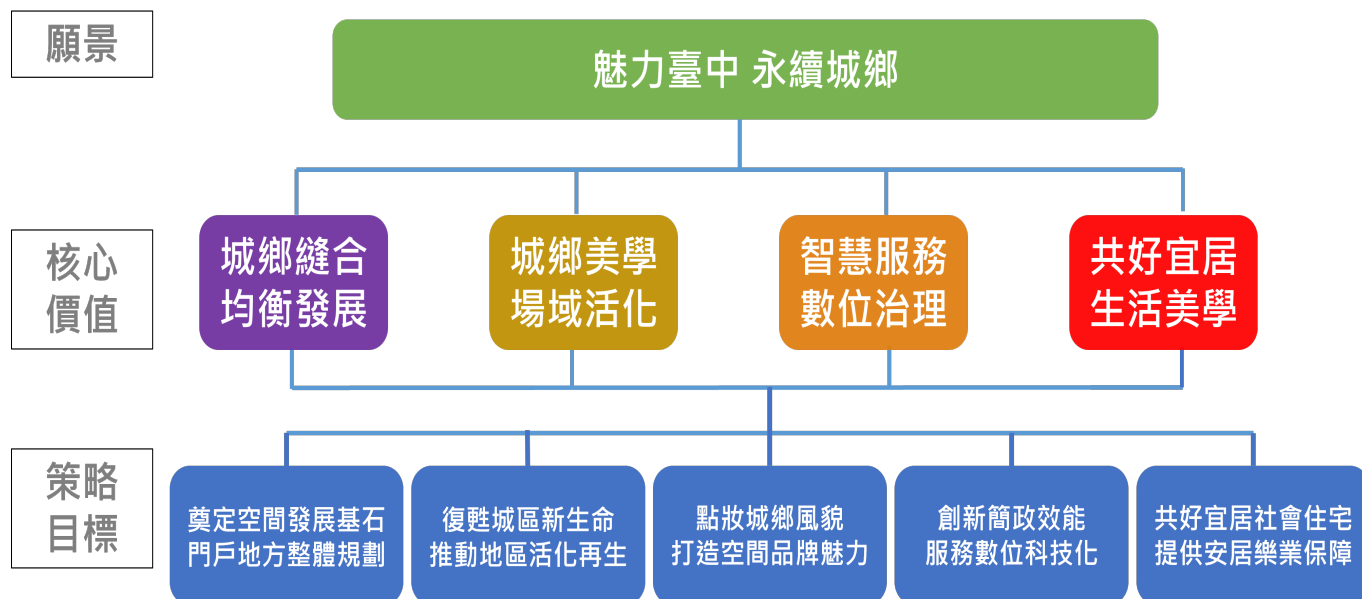 願景
魅力臺中 永續城鄉
核心
價值
城鄉縫合
均衡發展
城鄉美學
場域活化
智慧服務
數位治理
共好宜居
生活美學
策略
目標
奠定空間發展基石
門戶地方整體規劃
復甦城區新生命
推動地區活化再生
點妝城鄉風貌
打造空間品牌魅力
創新簡政效能
服務數位科技化
共好宜居社會住宅
提供安居樂業保障